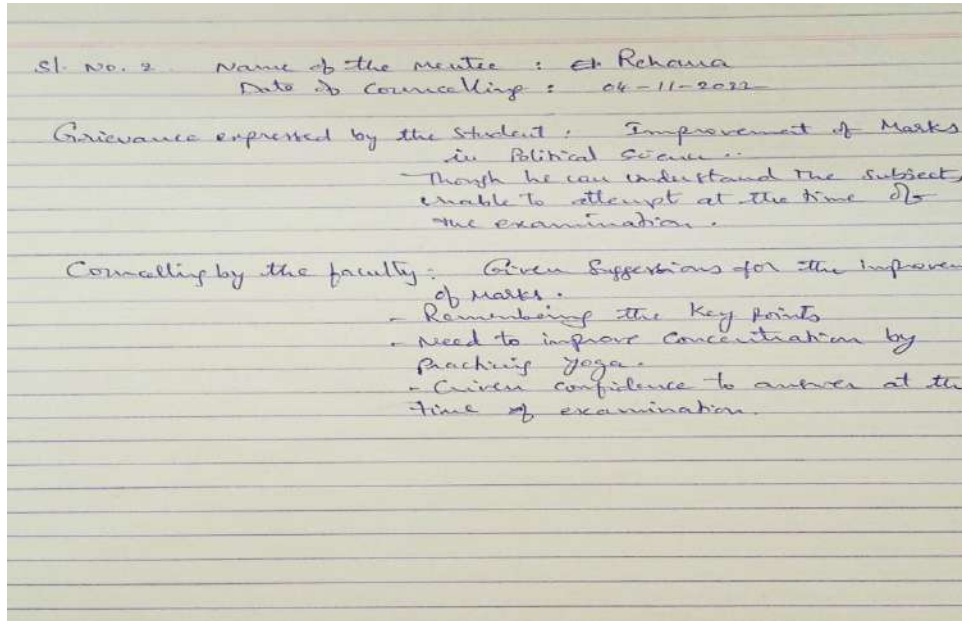 Sl. No. 2. Name of the mentee : Ch. Rehana
Date of Councelling : 04-11-2022
Grievance expressed by the student : Improvement of Marks
in Political Science..
- Though he can understand the subject,
unable to attempt at the time of
the examination.
Councelling by the faculty : Given Suggestions for the improvem
of Marks.
- Remembeing the Key points
- Need to improve concentration by
practicing yoga.
- Given confidence to answer at th
time of examination.